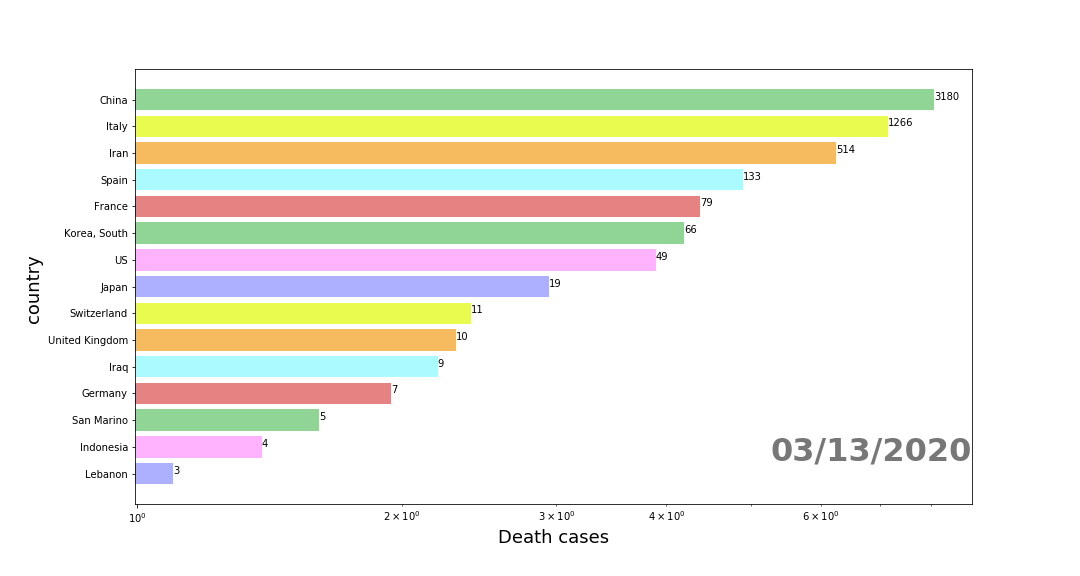 China 3180
Italy 1266
Iran 514
Spain 133
France 79
Korea, South 66
US 49
Japan 19
Switzerland 11
United Kingdom 10
Iraq 9
Germany 7
San Marino 5
Indonesia 4
Lebanon 3
country
03/13/2020
10⁰ 2 × 10⁰ 3 × 10⁰ 4 × 10⁰ 6 × 10⁰
Death cases